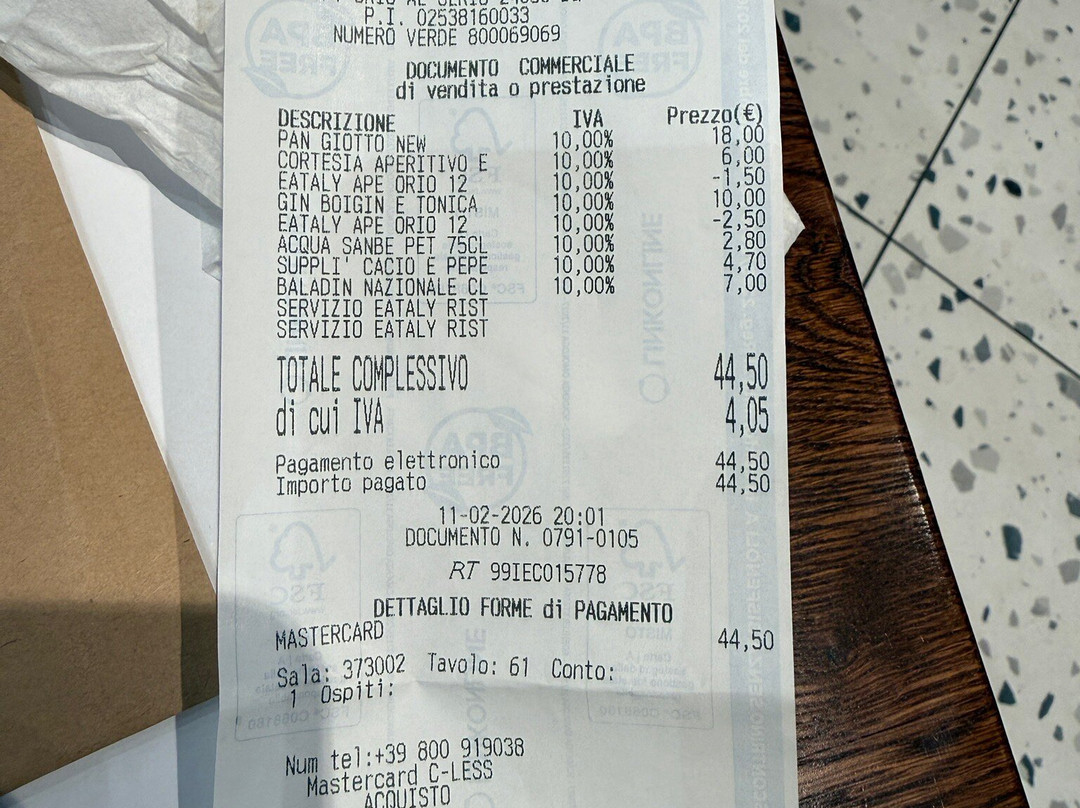 P.I. 02538160033
NUMERO VERDE 800069069
DOCUMENTO COMMERCIALE
di vendita o prestazione
DESCRIZIONE IVA Prezzo(€)
PAN GIOTTO NEW 10,00% 18,00
CORTESIA APERITIVO E 10,00% 6,00
EATALY APE ORIO 12 10,00% -1,50
GIN BOIGIN E TONICA 10,00% 10,00
EATALY APE ORIO 12 10,00% -2,50
ACQUA SANBE PET 75CL 10,00% 2,80
SUPPLI' CACIO E PEPE 10,00% 4,70
BALADIN NAZIONALE CL 10,00% 7,00
SERVIZIO EATALY RIST
SERVIZIO EATALY RIST
TOTALE COMPLESSIVO 44,50
di cui IVA 4,05
Pagamento elettronico 44,50
Importo pagato 44,50
11-02-2026 20:01
DOCUMENTO N. 0791-0105
RT 99IEC015778
DETTAGLIO FORME di PAGAMENTO
MASTERCARD 44,50
Sala: 373002 Tavolo: 61 Conto:
1 Ospiti:
Num tel:+39 800 919038
Mastercard C-LESS
ACQUISTO